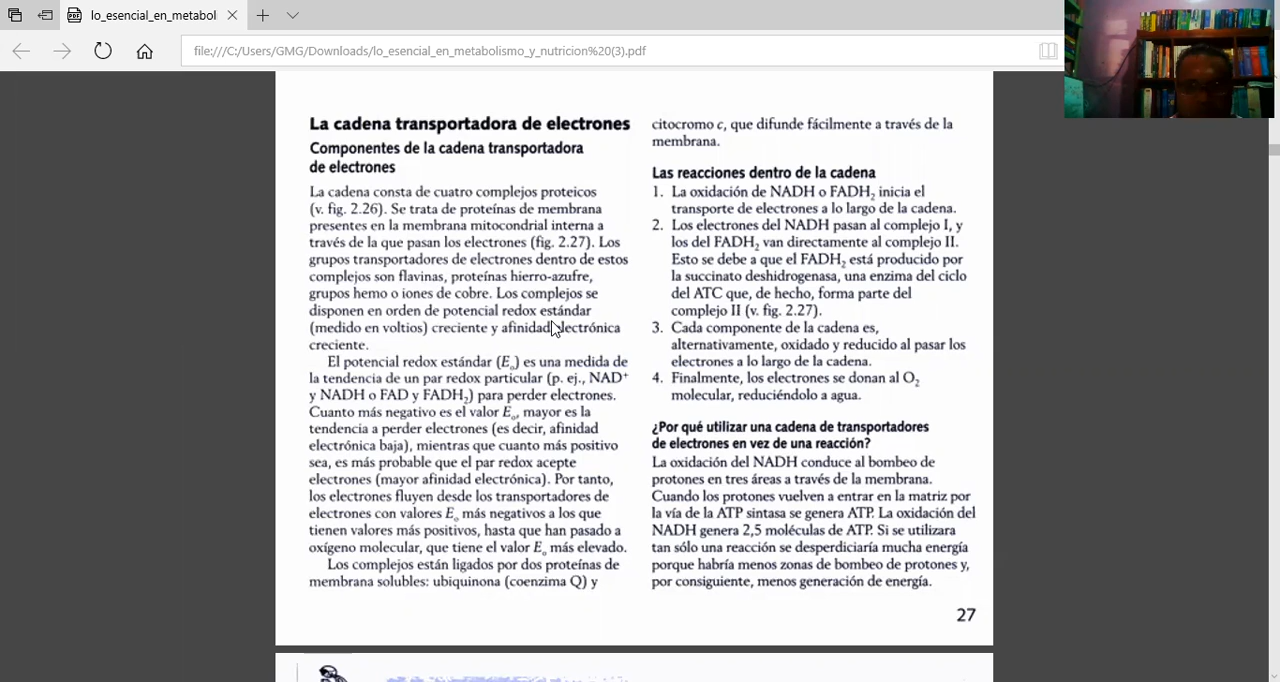 lo_esencial_en_metabol
file:///C:/Users/GMG/Downloads/lo_esencial_en_metabolismo_y_nutricion%20(3).pdf
La cadena transportadora de electrones
Componentes de la cadena transportadora
de electrones
La cadena consta de cuatro complejos proteicos
(v. fig. 2.26). Se trata de proteínas de membrana
presentes en la membrana mitocondrial interna a
través de la que pasan los electrones (fig. 2.27). Los
grupos transportadores de electrones dentro de estos
complejos son flavinas, proteínas hierro-azufre,
grupos hemo o iones de cobre. Los complejos se
disponen en orden de potencial redox estándar
(medido en voltios) creciente y afinidad electrónica
creciente.
El potencial redox estándar (Eo) es una medida de
la tendencia de un par redox particular (p. ej., NAD+
y NADH o FAD y FADH2) para perder electrones.
Cuanto más negativo es el valor Eo, mayor es la
tendencia a perder electrones (es decir, afinidad
electrónica baja), mientras que cuanto más positivo
sea, es más probable que el par redox acepte
electrones (mayor afinidad electrónica). Por tanto,
los electrones fluyen desde los transportadores de
electrones con valores Eo más negativos a los que
tienen valores más positivos, hasta que han pasado a
oxígeno molecular, que tiene el valor Eo más elevado.
Los complejos están ligados por dos proteínas de
membrana solubles: ubiquinona (coenzima Q) y
citocromo c, que difunde fácilmente a través de la
membrana.
Las reacciones dentro de la cadena
1. La oxidación de NADH o FADH2 inicia el
transporte de electrones a lo largo de la cadena.
2. Los electrones del NADH pasan al complejo I, y
los del FADH2 van directamente al complejo II.
Esto se debe a que el FADH2 está producido por
la succinato deshidrogenasa, una enzima del ciclo
del ATC que, de hecho, forma parte del
complejo II (v. fig. 2.27).
3. Cada componente de la cadena es,
alternativamente, oxidado y reducido al pasar los
electrones a lo largo de la cadena.
4. Finalmente, los electrones se donan al O2
molecular, reduciéndolo a agua.
¿Por qué utilizar una cadena de transportadores
de electrones en vez de una reacción?
La oxidación del NADH conduce al bombeo de
protones en tres áreas a través de la membrana.
Cuando los protones vuelven a entrar en la matriz por
la vía de la ATP sintasa se genera ATP. La oxidación del
NADH genera 2,5 moléculas de ATP. Si se utilizara
tan sólo una reacción se desperdiciaría mucha energía
porque habría menos zonas de bombeo de protones y,
por consiguiente, menos generación de energía.
27